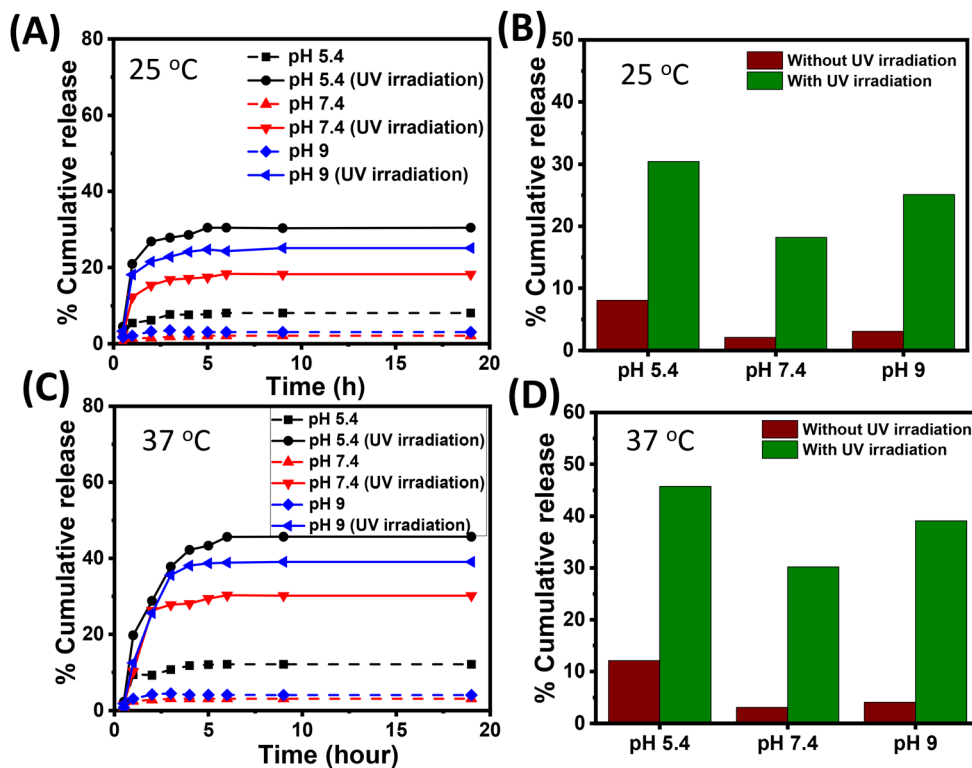 (A)
25 °C
pH 5.4
pH 5.4 (UV irradiation)
pH 7.4
pH 7.4 (UV irradiation)
pH 9
pH 9 (UV irradiation)
% Cumulative release
80
60
40
20
0
0 5 10 15 20
Time (h)
(B)
25 °C
Without UV irradiation
With UV irradiation
% Cumulative release
50
40
30
20
10
0
pH 5.4 pH 7.4 pH 9
(C)
37 °C
pH 5.4
pH 5.4 (UV irradiation)
pH 7.4
pH 7.4 (UV irradiation)
pH 9
pH 9 (UV irradiation)
% Cumulative release
80
60
40
20
0
0 5 10 15 20
Time (hour)
(D)
37 °C
Without UV irradiation
With UV irradiation
% Cumulative release
60
50
40
30
20
10
0
pH 5.4 pH 7.4 pH 9